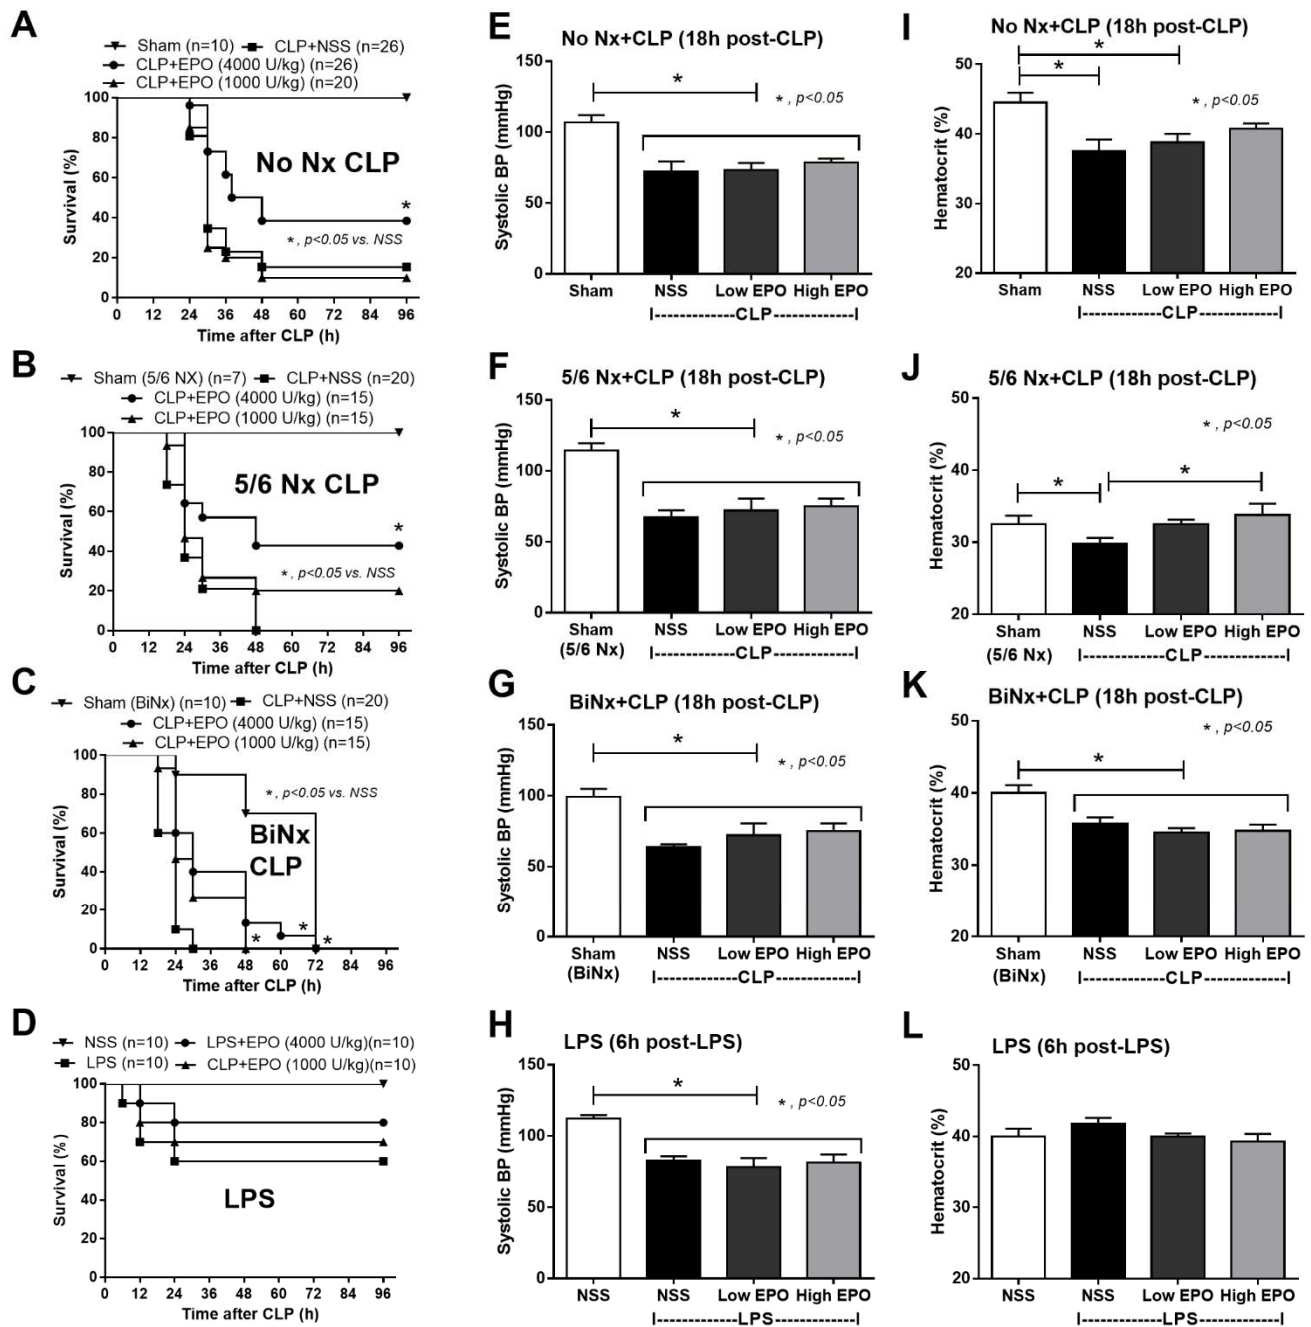 A
Sham (n=10) CLP+NSS (n=26)
CLP+EPO (4000 U/kg) (n=26)
CLP+EPO (1000 U/kg) (n=20)
Survival (%)
100
80
60
40
20
0
No Nx CLP
*
*, p<0.05 vs. NSS
0 12 24 36 48 60 72 84 96
Time after CLP (h)
B
Sham (5/6 NX) (n=7) CLP+NSS (n=20)
CLP+EPO (4000 U/kg) (n=15)
CLP+EPO (1000 U/kg) (n=15)
Survival (%)
100
80
60
40
20
0
5/6 Nx CLP
*
*, p<0.05 vs. NSS
0 12 24 36 48 60 72 84 96
Time after CLP (h)
C
Sham (BiNx) (n=10) CLP+NSS (n=20)
CLP+EPO (4000 U/kg) (n=15)
CLP+EPO (1000 U/kg) (n=15)
Survival (%)
100
80
60
40
20
0
*, p<0.05 vs. NSS
BiNx
CLP
* * *
0 12 24 36 48 60 72 84 96
Time after CLP (h)
D
NSS (n=10) LPS+EPO (4000 U/kg)(n=10)
LPS (n=10) CLP+EPO (1000 U/kg)(n=10)
Survival (%)
100
80
60
40
20
0
LPS
0 12 24 36 48 60 72 84 96
Time after CLP (h)
E
No Nx+CLP (18h post-CLP)
Systolic BP (mmHg)
150
100
50
0
*
*, p<0.05
Sham NSS Low EPO High EPO
I-------------CLP-------------I
F
5/6 Nx+CLP (18h post-CLP)
Systolic BP (mmHg)
150
100
50
0
*
*, p<0.05
Sham NSS Low EPO High EPO
(5/6 Nx) I-------------CLP-------------I
G
BiNx+CLP (18h post-CLP)
Systolic BP (mmHg)
150
100
50
0
*
*, p<0.05
Sham NSS Low EPO High EPO
(BiNx) I-------------CLP-------------I
H
LPS (6h post-LPS)
Systolic BP (mmHg)
150
100
50
0
*
*, p<0.05
NSS NSS Low EPO High EPO
I-------------LPS-------------I
I
No Nx+CLP (18h post-CLP)
Hematocrit (%)
50
40
30
20
*
*
*, p<0.05
Sham NSS Low EPO High EPO
I-------------CLP-------------I
J
5/6 Nx+CLP (18h post-CLP)
Hematocrit (%)
50
40
30
20
*, p<0.05
* *
Sham NSS Low EPO High EPO
(5/6 Nx) I-------------CLP-------------I
K
BiNx+CLP (18h post-CLP)
Hematocrit (%)
50
40
30
20
*, p<0.05
*
Sham NSS Low EPO High EPO
(BiNx) I-------------CLP-------------I
L
LPS (6h post-LPS)
Hematocrit (%)
50
40
30
20
NSS NSS Low EPO High EPO
I-------------LPS-------------I